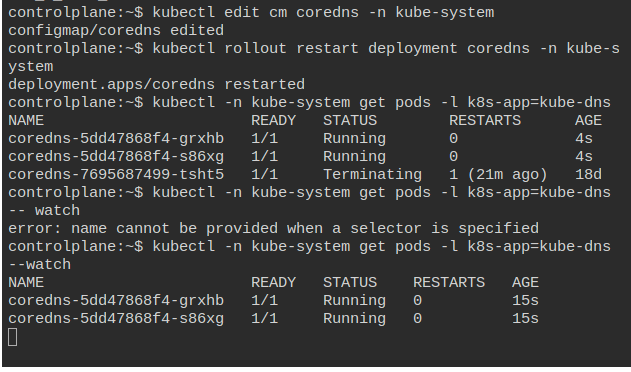 controlplane:~$ kubectl edit cm coredns -n kube-system
configmap/coredns edited
controlplane:~$ kubectl rollout restart deployment coredns -n kube-s
ystem
deployment.apps/coredns restarted
controlplane:~$ kubectl -n kube-system get pods -l k8s-app=kube-dns
NAME                       READY   STATUS        RESTARTS      AGE
coredns-5dd47868f4-grxhb   1/1     Running       0             4s
coredns-5dd47868f4-s86xg   1/1     Running       0             4s
coredns-7695687499-tsht5   1/1     Terminating   1 (21m ago)   18d
controlplane:~$ kubectl -n kube-system get pods -l k8s-app=kube-dns
-- watch
error: name cannot be provided when a selector is specified
controlplane:~$ kubectl -n kube-system get pods -l k8s-app=kube-dns
--watch
NAME                       READY   STATUS    RESTARTS   AGE
coredns-5dd47868f4-grxhb   1/1     Running   0          15s
coredns-5dd47868f4-s86xg   1/1     Running   0          15s